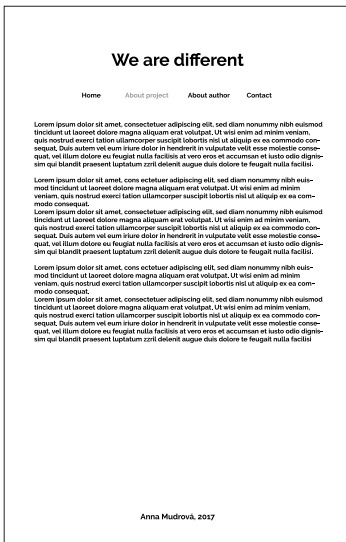 We are different
Home About project About author Contact
Lorem ipsum dolor sit amet, consectetuer adipiscing elit, sed diam nonummy nibh euismod
tincidunt ut laoreet dolore magna aliquam erat volutpat. Ut wisi enim ad minim veniam,
quis nostrud exerci tation ullamcorper suscipit lobortis nisl ut aliquip ex ea commodo con-
sequat. Duis autem vel eum iriure dolor in hendrerit in vulputate velit esse molestie conse-
quat, vel illum dolore eu feugiat nulla facilisis at vero eros et accumsan et iusto odio dignis-
sim qui blandit praesent luptatum zzril delenit augue duis dolore te feugait nulla facilisi.
Lorem ipsum dolor sit amet, cons ectetuer adipiscing elit, sed diam nonummy nibh euis-
mod tincidunt ut laoreet dolore magna aliquam erat volutpat. Ut wisi enim ad minim
veniam, quis nostrud exerci tation ullamcorper suscipit lobortis nisl ut aliquip ex ea com-
modo consequat.
Lorem ipsum dolor sit amet, consectetuer adipiscing elit, sed diam nonummy nibh euismod
tincidunt ut laoreet dolore magna aliquam erat volutpat. Ut wisi enim ad minim veniam,
quis nostrud exerci tation ullamcorper suscipit lobortis nisl ut aliquip ex ea commodo con-
sequat. Duis autem vel eum iriure dolor in hendrerit in vulputate velit esse molestie conse-
quat, vel illum dolore eu feugiat nulla facilisis at vero eros et accumsan et iusto odio dignis-
sim qui blandit praesent luptatum zzril delenit augue duis dolore te feugait nulla facilisi.
Lorem ipsum dolor sit amet, cons ectetuer adipiscing elit, sed diam nonummy nibh euis-
mod tincidunt ut laoreet dolore magna aliquam erat volutpat. Ut wisi enim ad minim
veniam, quis nostrud exerci tation ullamcorper suscipit lobortis nisl ut aliquip ex ea com-
modo consequat.
Lorem ipsum dolor sit amet, consectetuer adipiscing elit, sed diam nonummy nibh euismod
tincidunt ut laoreet dolore magna aliquam erat volutpat. Ut wisi enim ad minim veniam,
quis nostrud exerci tation ullamcorper suscipit lobortis nisl ut aliquip ex ea commodo con-
sequat. Duis autem vel eum iriure dolor in hendrerit in vulputate velit esse molestie conse-
quat, vel illum dolore eu feugiat nulla facilisis at vero eros et accumsan et iusto odio dignis-
sim qui blandit praesent luptatum zzril delenit augue duis dolore te feugait nulla facilisi
Anna Mudrová, 2017